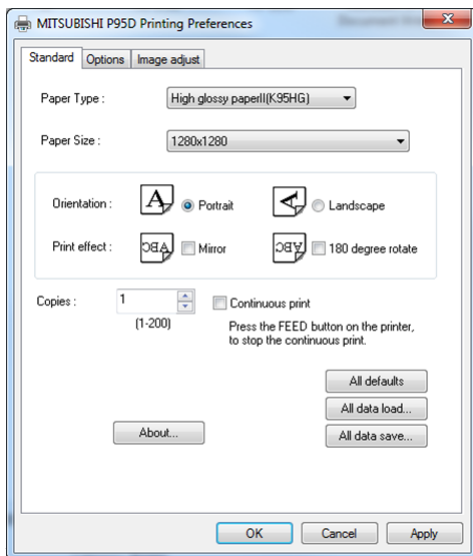 MITSUBISHI P95D Printing Preferences
Standard Options Image adjust
Paper Type : High glossy paperII(K95HG)
Paper Size : 1280x1280
Orientation : A Portrait A Landscape
Print effect : ABC Mirror ABC 180 degree rotate
Copies : 1 Continuous print
(1-200) Press the FEED button on the printer,
to stop the continuous print.
All defaults
All data load...
About... All data save...
OK Cancel Apply